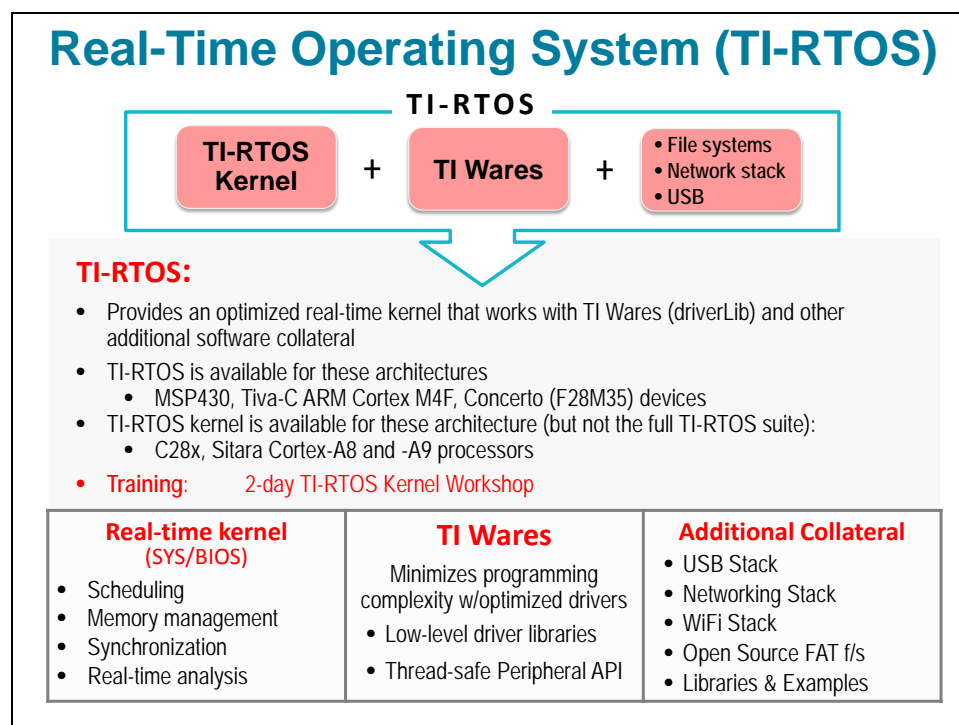 Real-Time Operating System (TI-RTOS)
TI-RTOS
TI-RTOS
Kernel
+
TI Wares
+
• File systems
• Network stack
• USB
TI-RTOS:
• Provides an optimized real-time kernel that works with TI Wares (driverLib) and other
additional software collateral
• TI-RTOS is available for these architectures
• MSP430, Tiva-C ARM Cortex M4F, Concerto (F28M35) devices
• TI-RTOS kernel is available for these architecture (but not the full TI-RTOS suite):
• C28x, Sitara Cortex-A8 and -A9 processors
• Training: 2-day TI-RTOS Kernel Workshop
Real-time kernel
(SYS/BIOS)
• Scheduling
• Memory management
• Synchronization
• Real-time analysis
TI Wares
Minimizes programming
complexity w/optimized drivers
• Low-level driver libraries
• Thread-safe Peripheral API
Additional Collateral
• USB Stack
• Networking Stack
• WiFi Stack
• Open Source FAT f/s
• Libraries & Examples